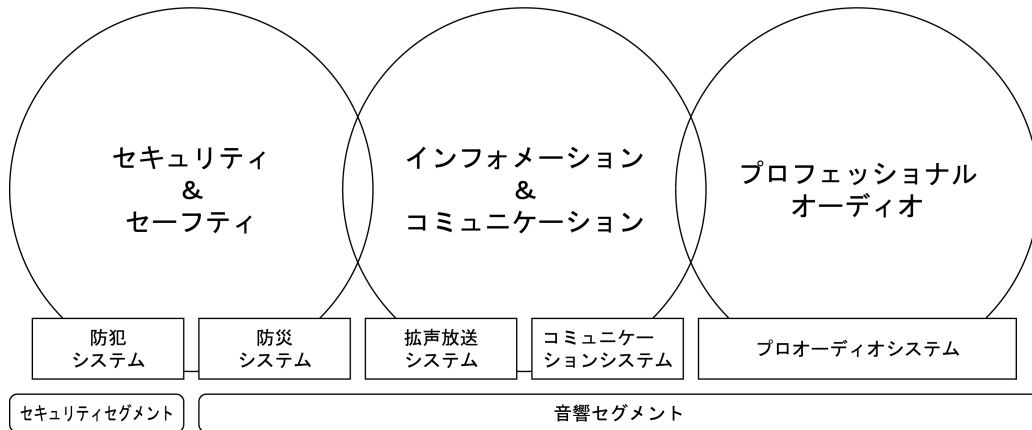 セキュリティ
&
セーフティ
インフォメーション
&
コミュニケーション
プロフェッショナル
オーディオ
防犯
システム
防災
システム
拡声放送
システム
コミュニケー
ションシステム
プロオーディオシステム
セキュリティセグメント
音響セグメント